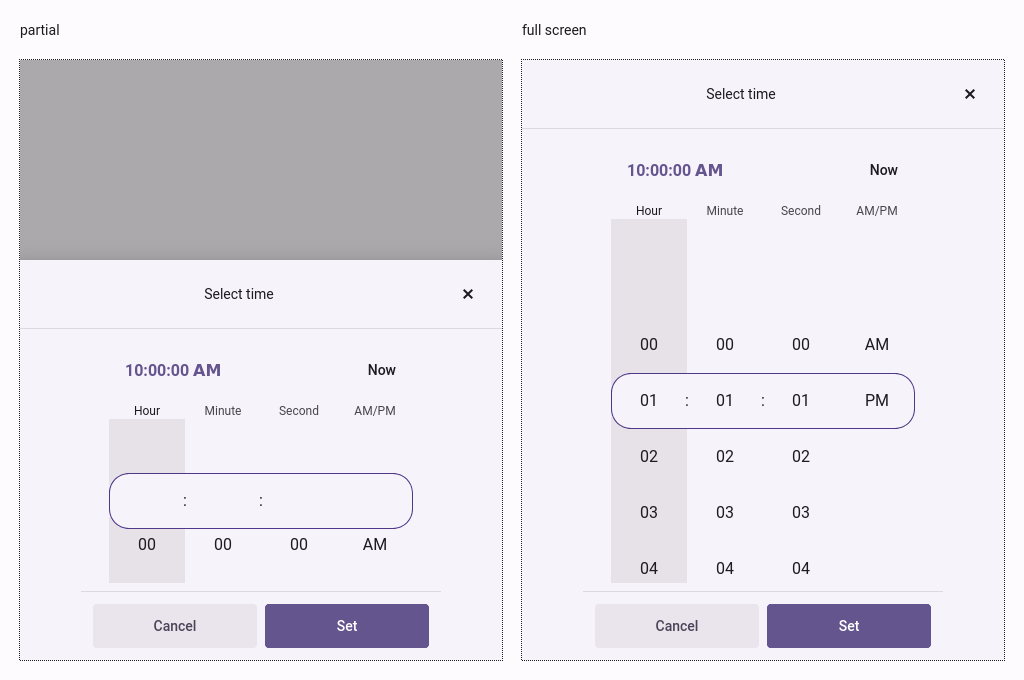 partial
Select time
×
10:00:00 AM
Now
Hour Minute Second AM/PM
: :
00 00 00 AM
Cancel Set
full screen
Select time
×
10:00:00 AM
Now
Hour Minute Second AM/PM
00 00 00 AM
01 : 01 : 01 PM
02 02 02
03 03 03
04 04 04
Cancel Set